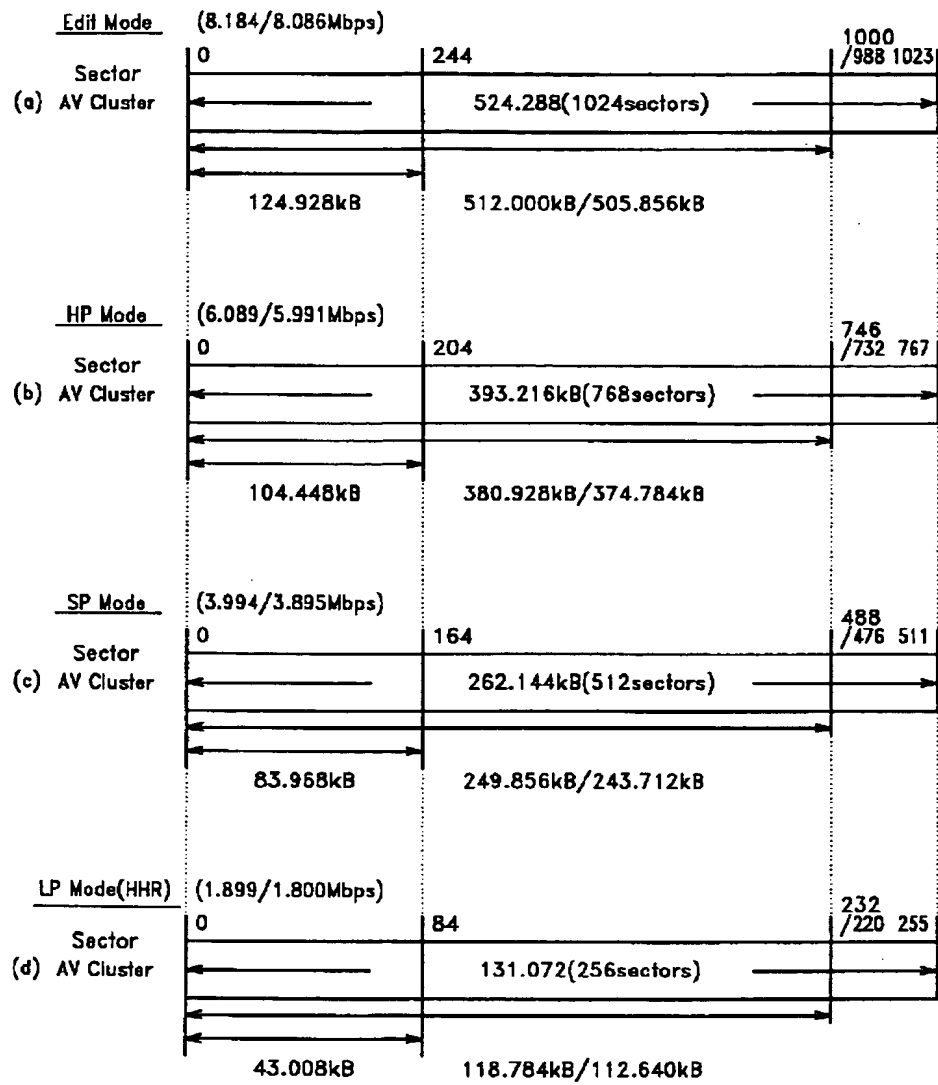 Edit Mode (8.184/8.086Mbps)
1000
0 244 /988 1023
Sector
(a) AV Cluster 524.288(1024sectors)
124.928kB 512.000kB/505.856kB
HP Mode (6.089/5.991Mbps)
746
0 204 /732 767
Sector
(b) AV Cluster 393.216kB(768sectors)
104.448kB 380.928kB/374.784kB
SP Mode (3.994/3.895Mbps)
488
0 164 /476 511
Sector
(c) AV Cluster 262.144kB(512sectors)
83.968kB 249.856kB/243.712kB
LP Mode(HHR) (1.899/1.800Mbps)
232
0 84 /220 255
Sector
(d) AV Cluster 131.072(256sectors)
43.008kB 118.784kB/112.640kB